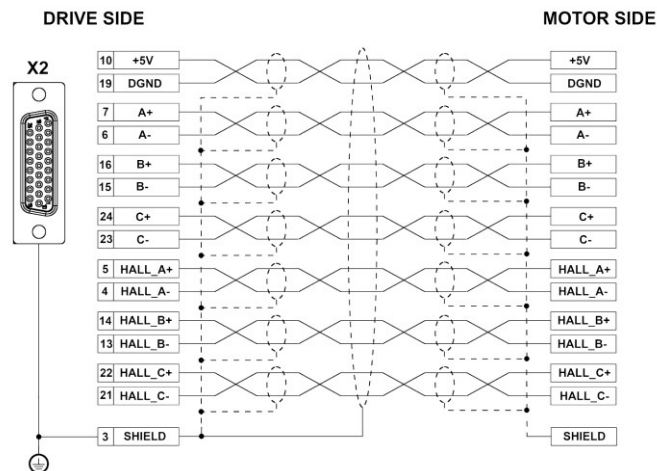 DRIVE SIDE MOTOR SIDE
X2
10 +5V +5V
19 DGND DGND
7 A+ A+
6 A- A-
16 B+ B+
15 B- B-
24 C+ C+
23 C- C-
5 HALL_A+ HALL_A+
4 HALL_A- HALL_A-
14 HALL_B+ HALL_B+
13 HALL_B- HALL_B-
22 HALL_C+ HALL_C+
21 HALL_C- HALL_C-
3 SHIELD SHIELD